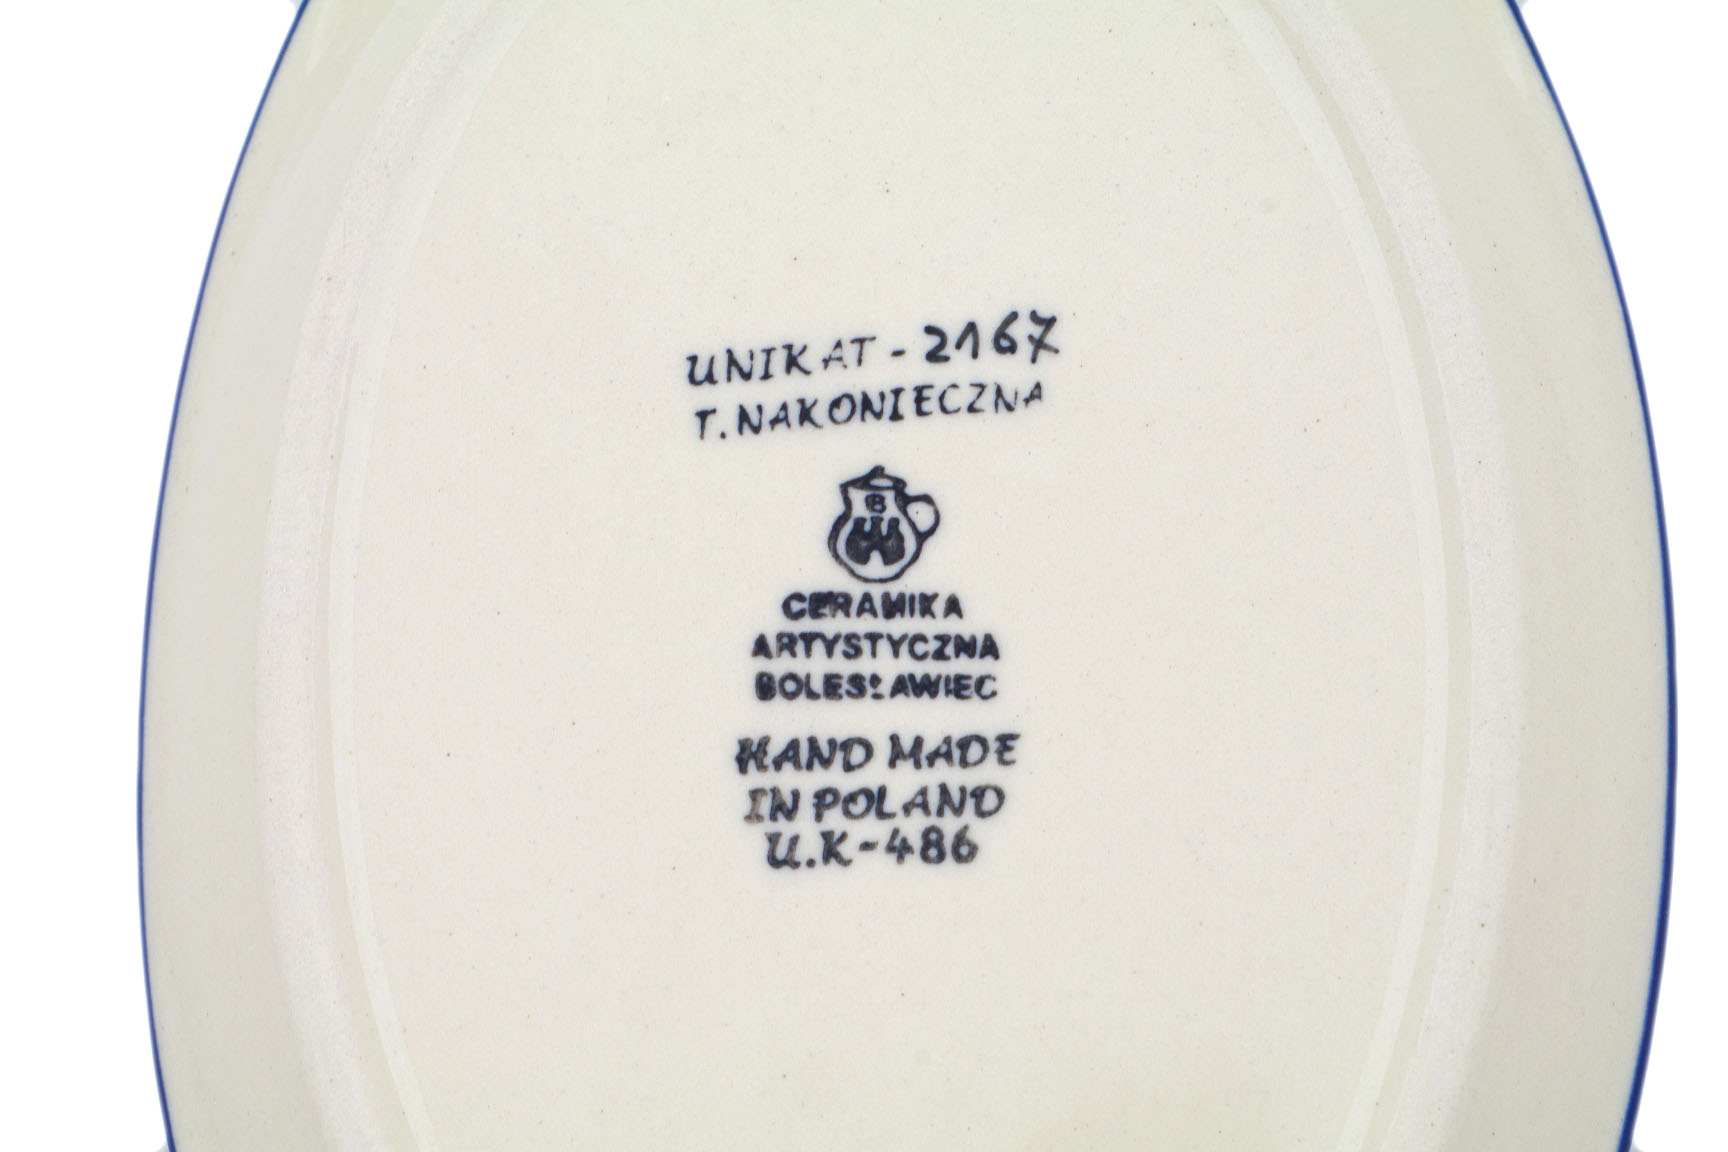 UNIKAT - 2167
T. NAKONIECZNA
B
CERAMIKA
ARTYSTYCZNA
BOLESŁAWIEC
HAND MADE
IN POLAND
U.K-486